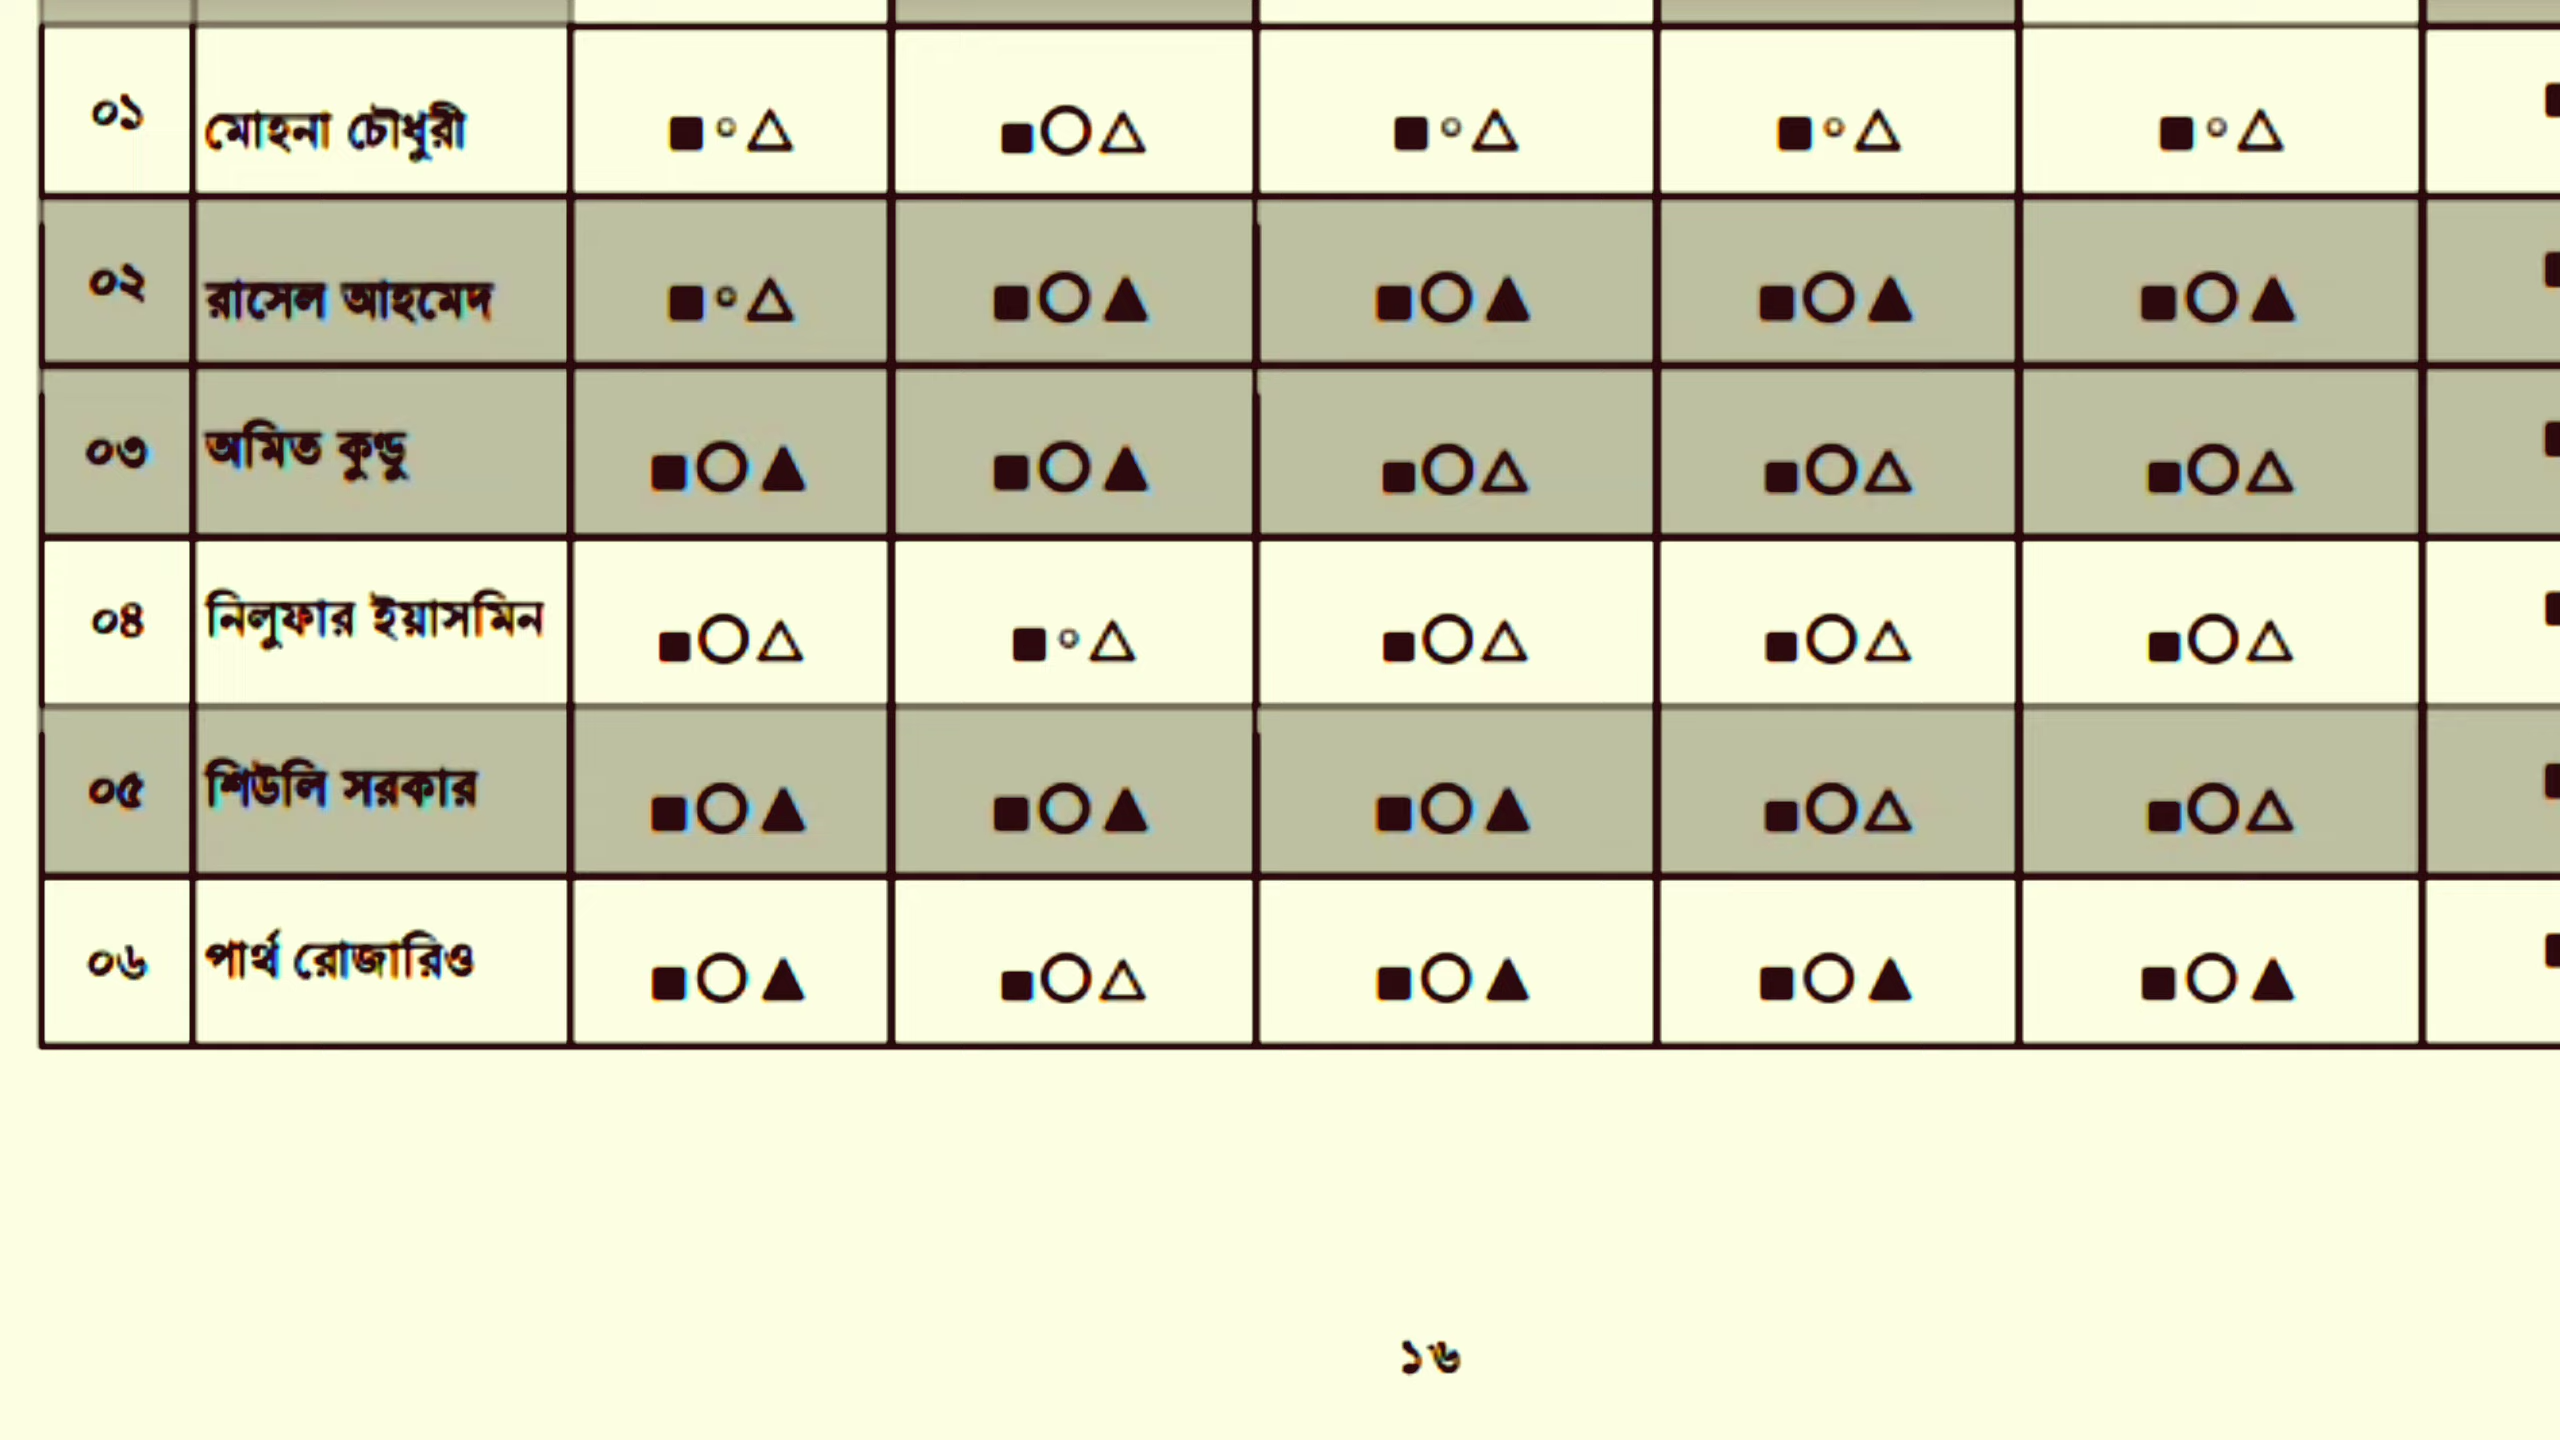 ০১ মোহনা চৌধুরী ■○△ ■○△ ■○△ ■○△ ■○△ ■
০২ রাসেল আহমেদ ■○△ ■○▲ ■○▲ ■○▲ ■○▲ ■
০৩ অমিত কুন্ডু ■○▲ ■○▲ ■○△ ■○△ ■○△ ■
০৪ নিলুফার ইয়াসমিন ■○△ ■○△ ■○△ ■○△ ■○△ ■
০৫ শিউলি সরকার ■○▲ ■○▲ ■○▲ ■○△ ■○△ ■
০৬ পার্থ রোজারিও ■○▲ ■○△ ■○▲ ■○▲ ■○▲ ■
১৬